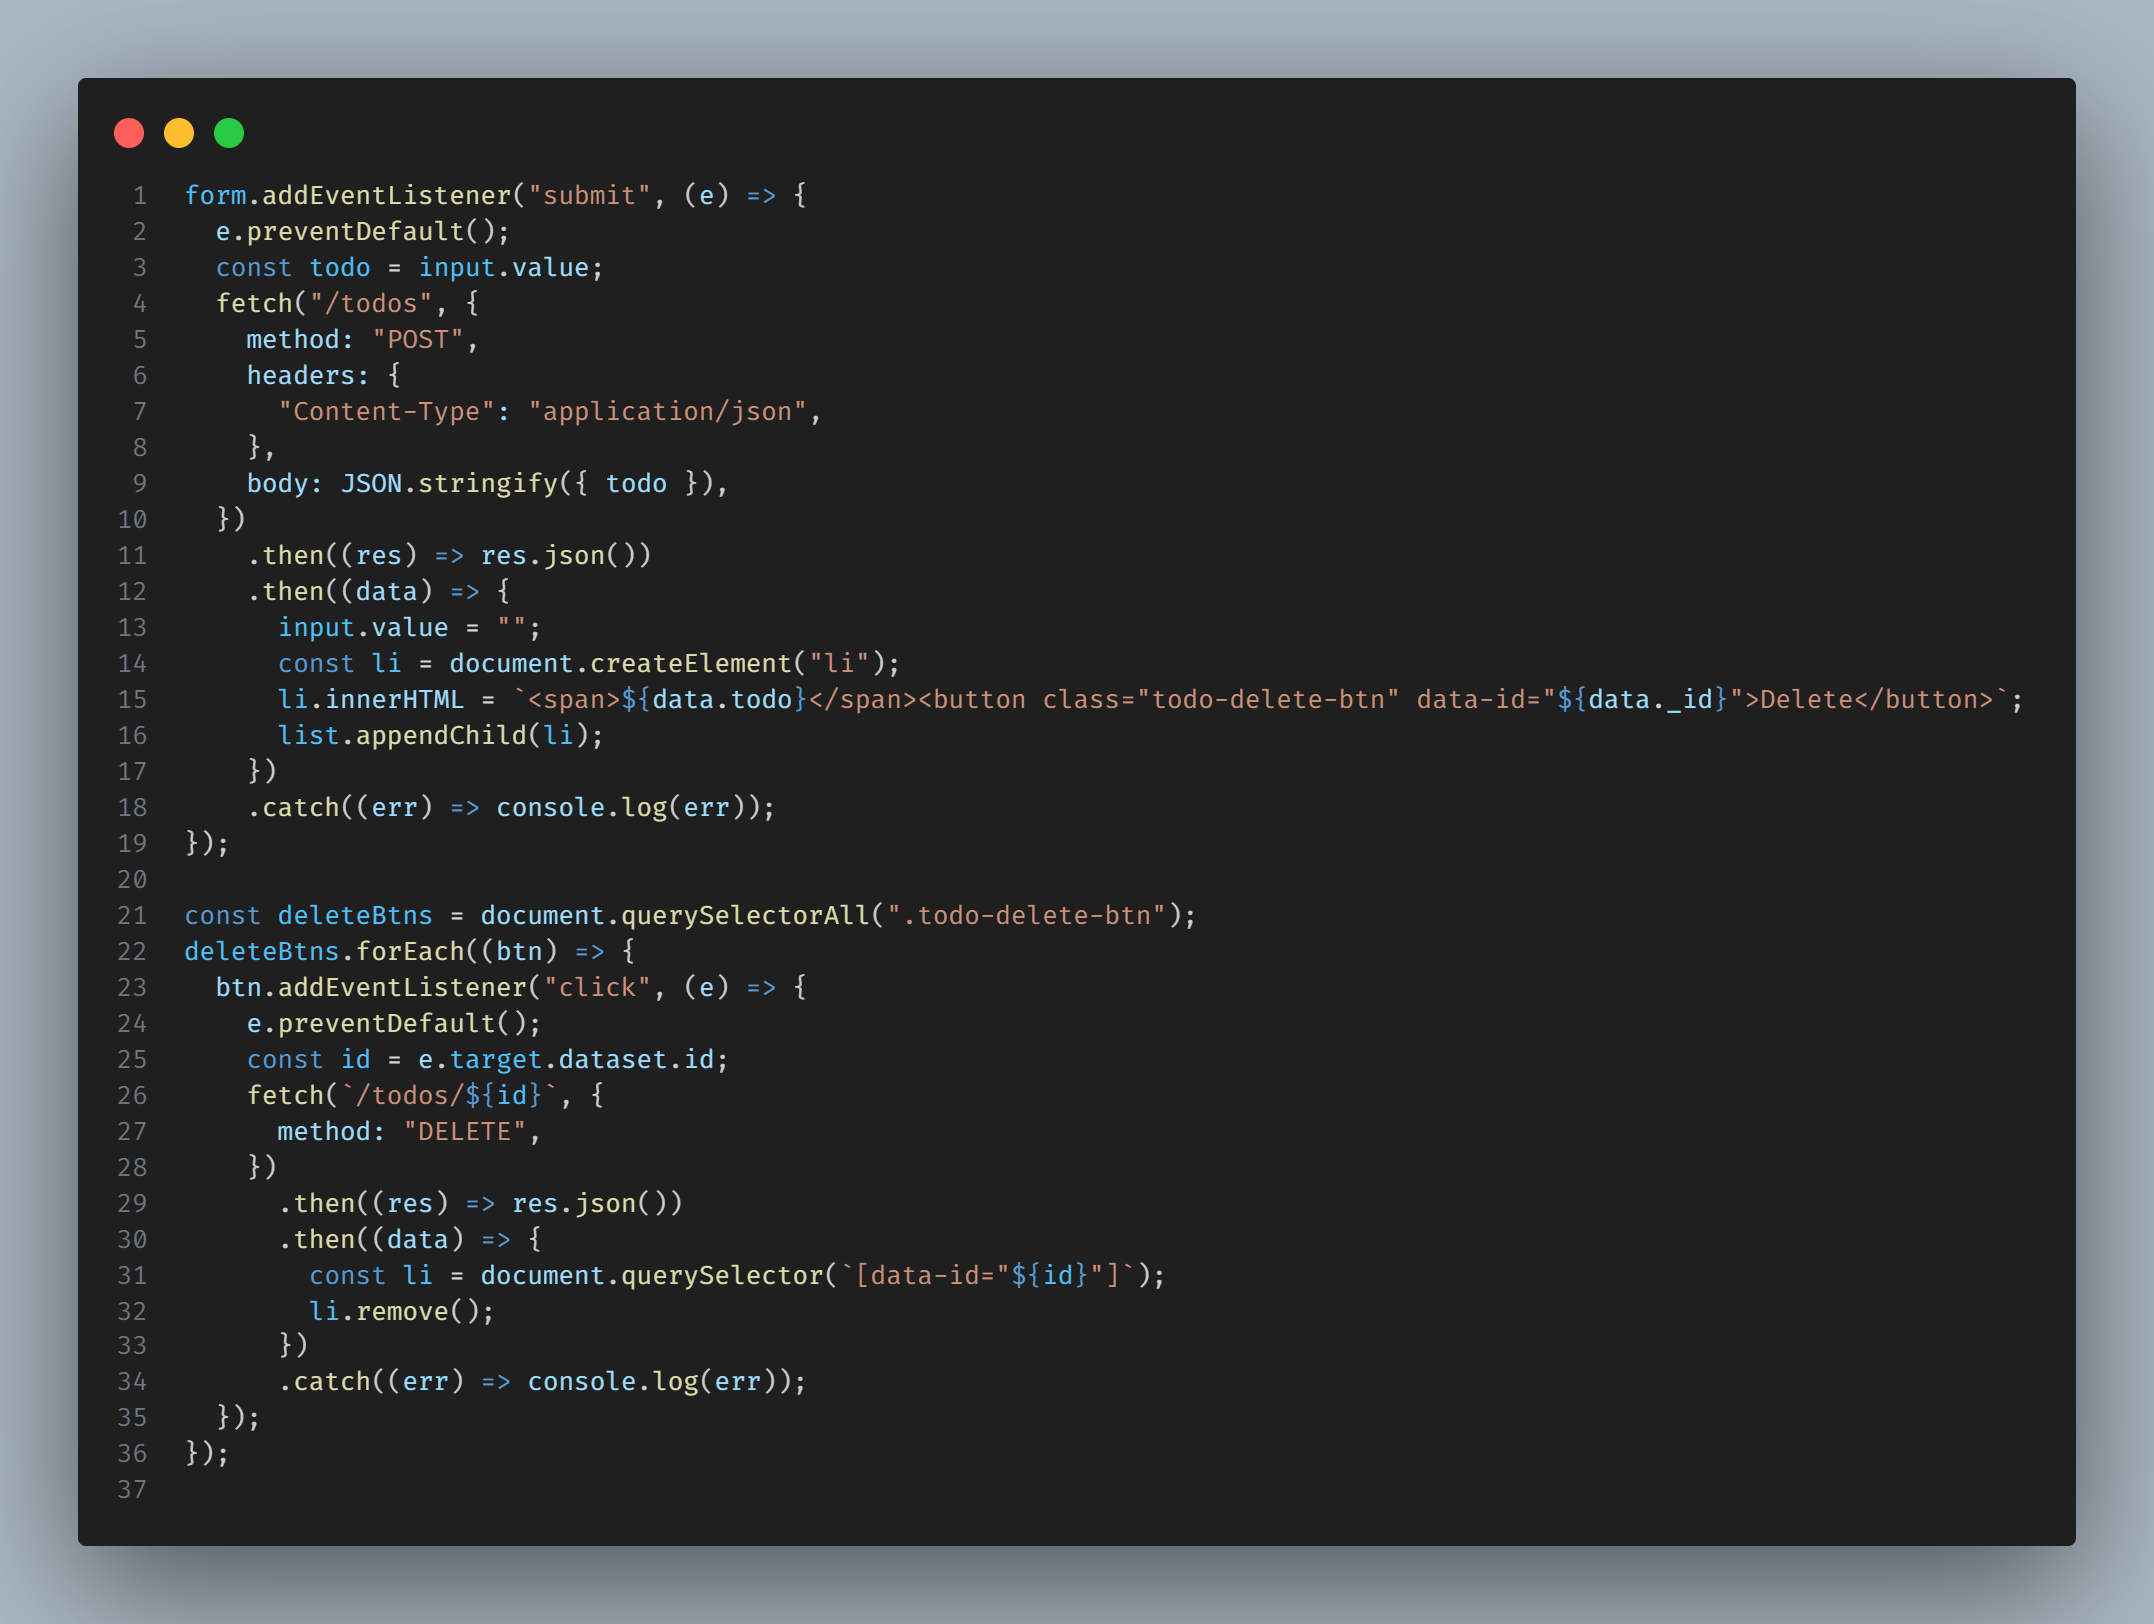 1 form.addEventListener("submit", (e) => {
2   e.preventDefault();
3   const todo = input.value;
4   fetch("/todos", {
5     method: "POST",
6     headers: {
7       "Content-Type": "application/json",
8     },
9     body: JSON.stringify({ todo }),
10   })
11     .then((res) => res.json())
12     .then((data) => {
13       input.value = "";
14       const li = document.createElement("li");
15       li.innerHTML = `<span>${data.todo}</span><button class="todo-delete-btn" data-id="${data._id}">Delete</button>`;
16       list.appendChild(li);
17     })
18     .catch((err) => console.log(err));
19 });
20
21 const deleteBtns = document.querySelectorAll(".todo-delete-btn");
22 deleteBtns.forEach((btn) => {
23   btn.addEventListener("click", (e) => {
24     e.preventDefault();
25     const id = e.target.dataset.id;
26     fetch(`/todos/${id}`, {
27       method: "DELETE",
28     })
29       .then((res) => res.json())
30       .then((data) => {
31         const li = document.querySelector(`[data-id="${id}"]`);
32         li.remove();
33       })
34       .catch((err) => console.log(err));
35   });
36 });
37